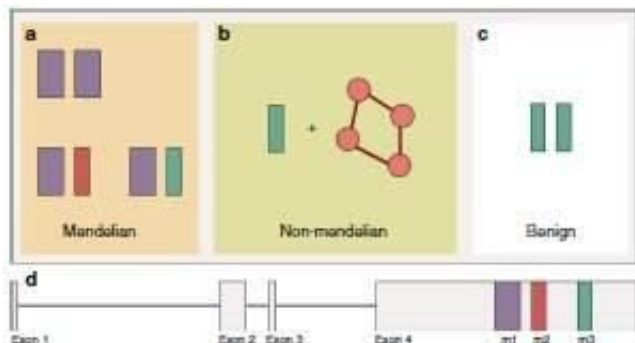 a
b
c
+
Mendelian
Non-mendelian
Benign
d
Exon 1
Exon 2
Exon 3
Exon 4
m1
m2
m3